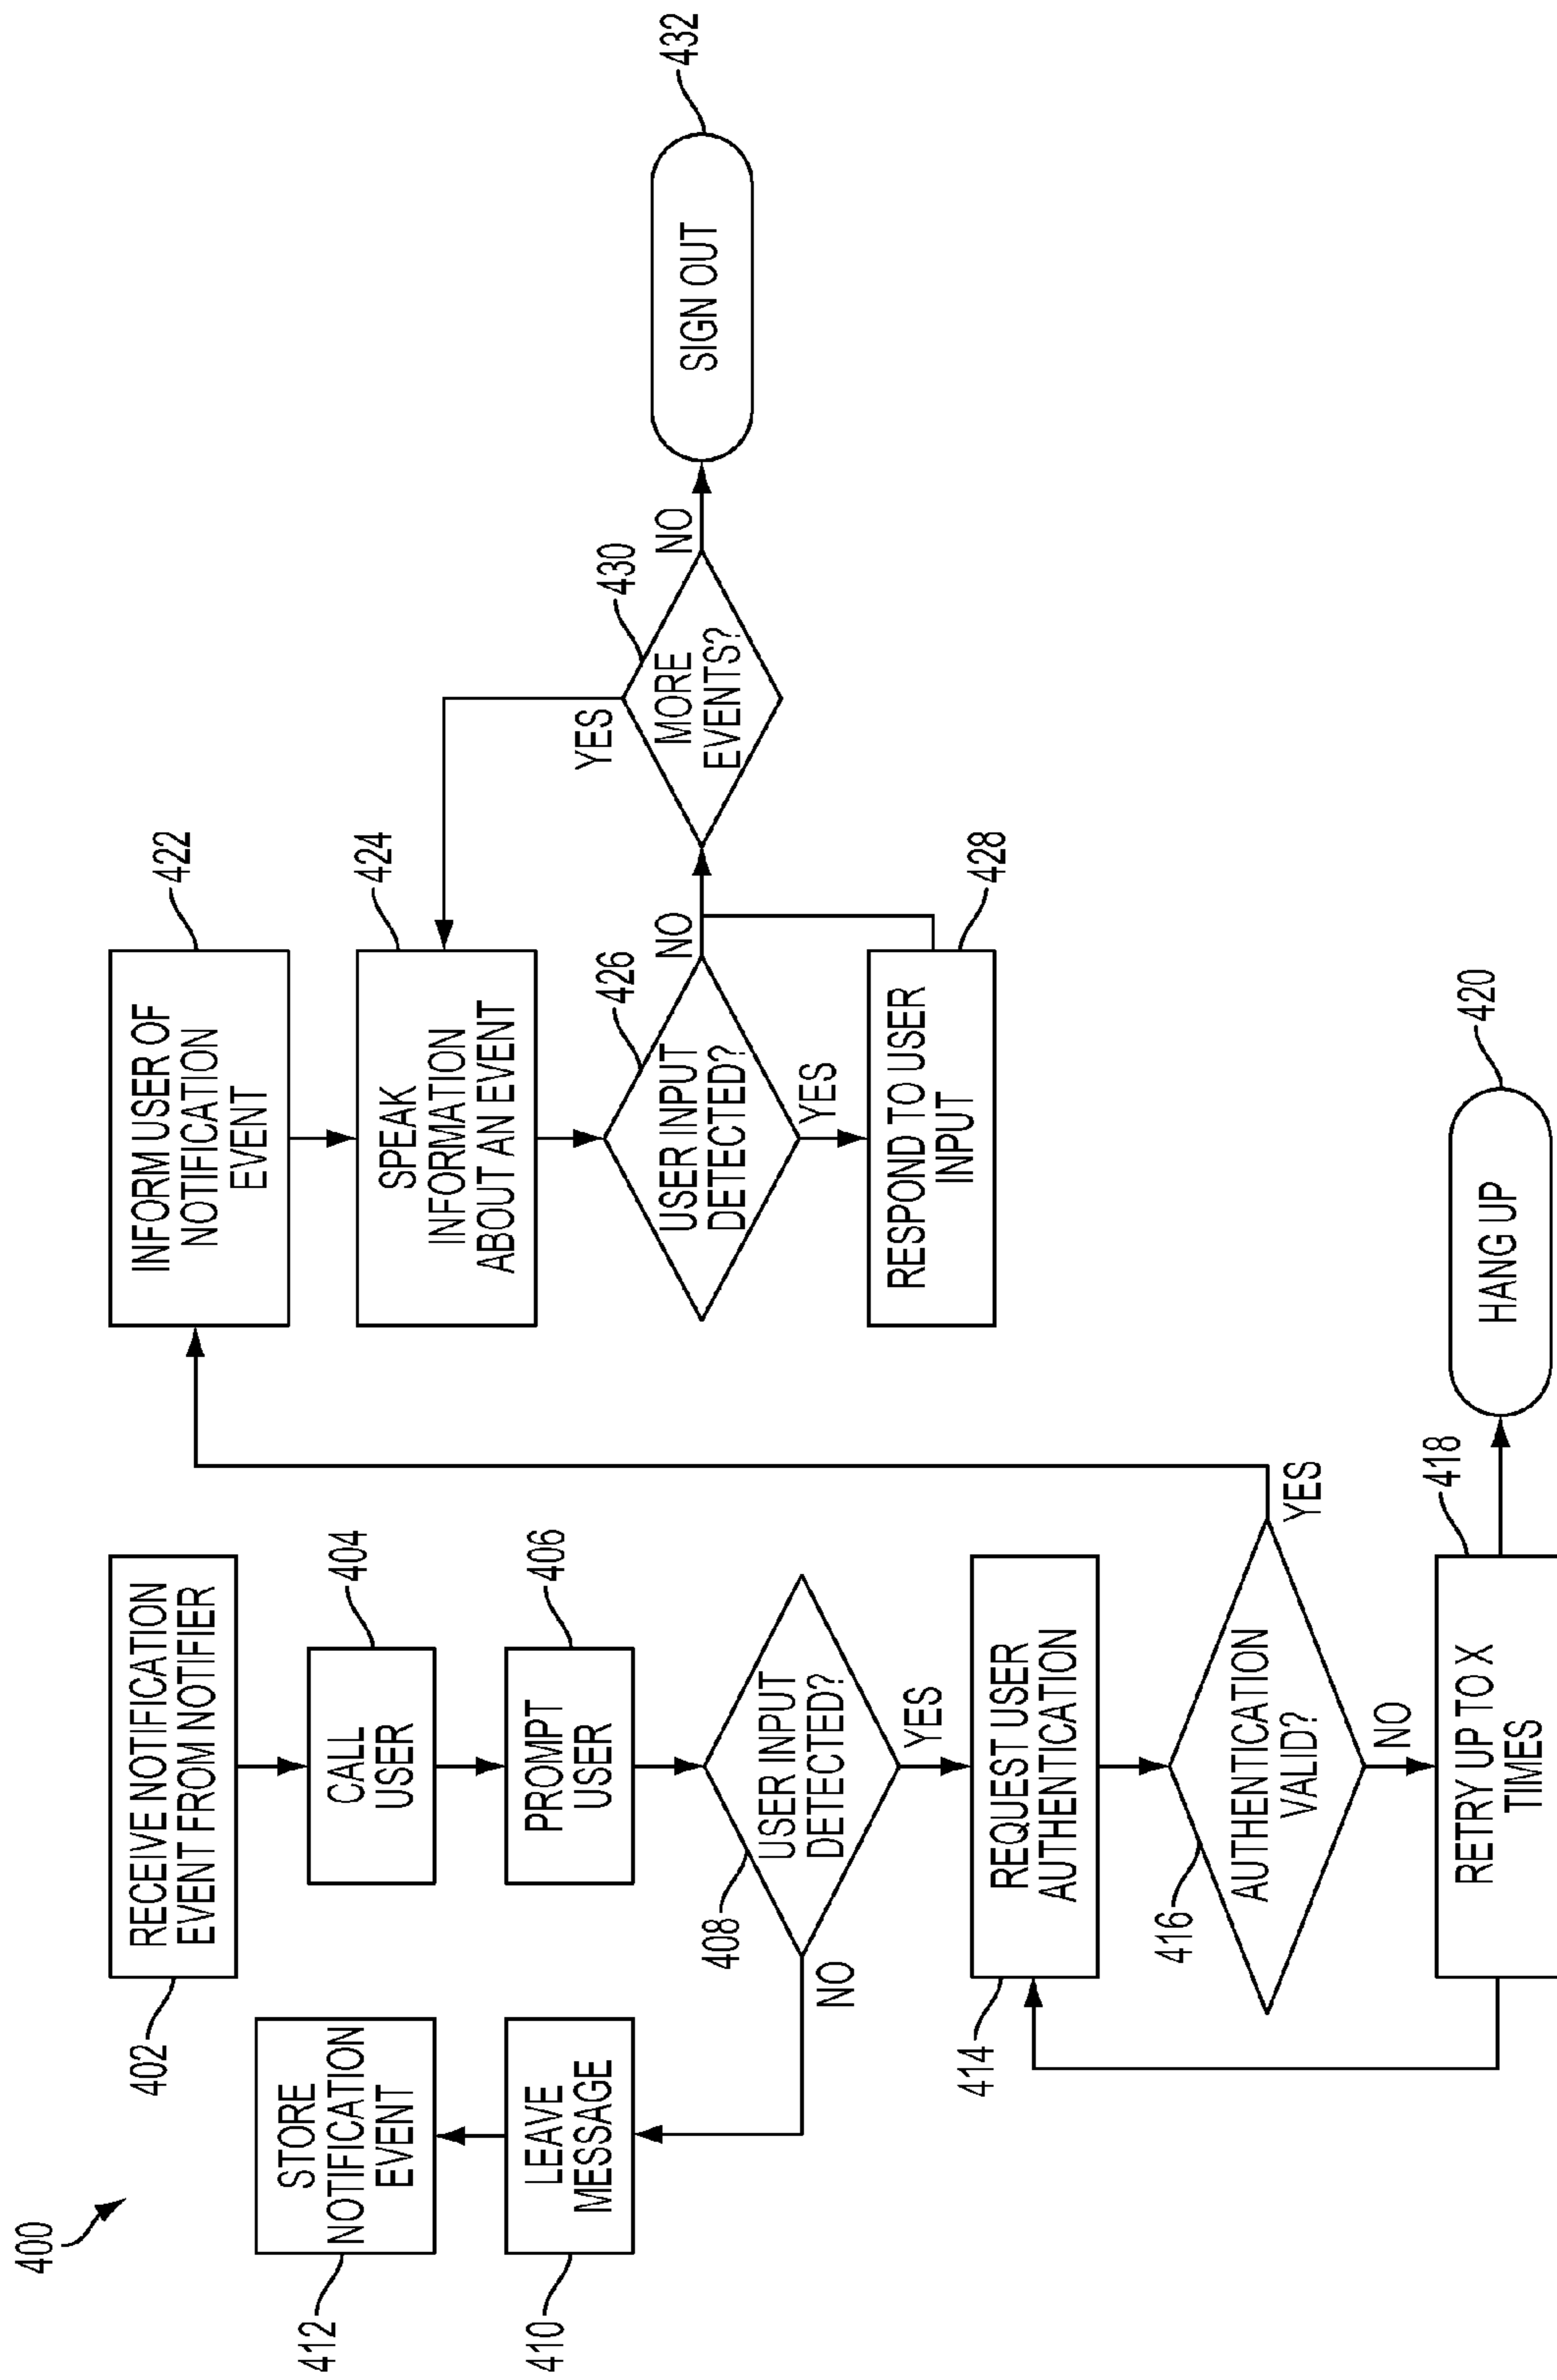 400
402
RECEIVE NOTIFICATION
EVENT FROM NOTIFIER
404
CALL
USER
406
PROMPT
USER
408
USER INPUT
DETECTED?
NO
YES
410
LEAVE
MESSAGE
412
STORE
NOTIFICATION
EVENT
414
REQUEST USER
AUTHENTICATION
416
AUTHENTICATION
VALID?
YES
NO
418
RETRY UP TO X
TIMES
420
HANG UP
422
INFORM USER OF
NOTIFICATION
EVENT
424
SPEAK
INFORMATION
ABOUT AN EVENT
426
USER INPUT
DETECTED?
NO
YES
428
RESPOND TO USER
INPUT
430
MORE
EVENTS?
YES
NO
432
SIGN OUT